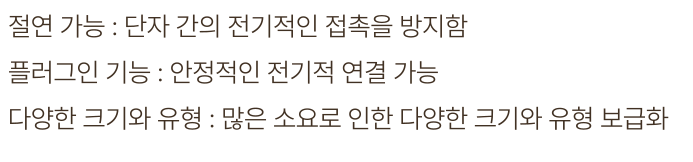 절연 가능 : 단자 간의 전기적인 접촉을 방지함
플러그인 기능 : 안정적인 전기적 연결 가능
다양한 크기와 유형 : 많은 소요로 인한 다양한 크기와 유형 보급화